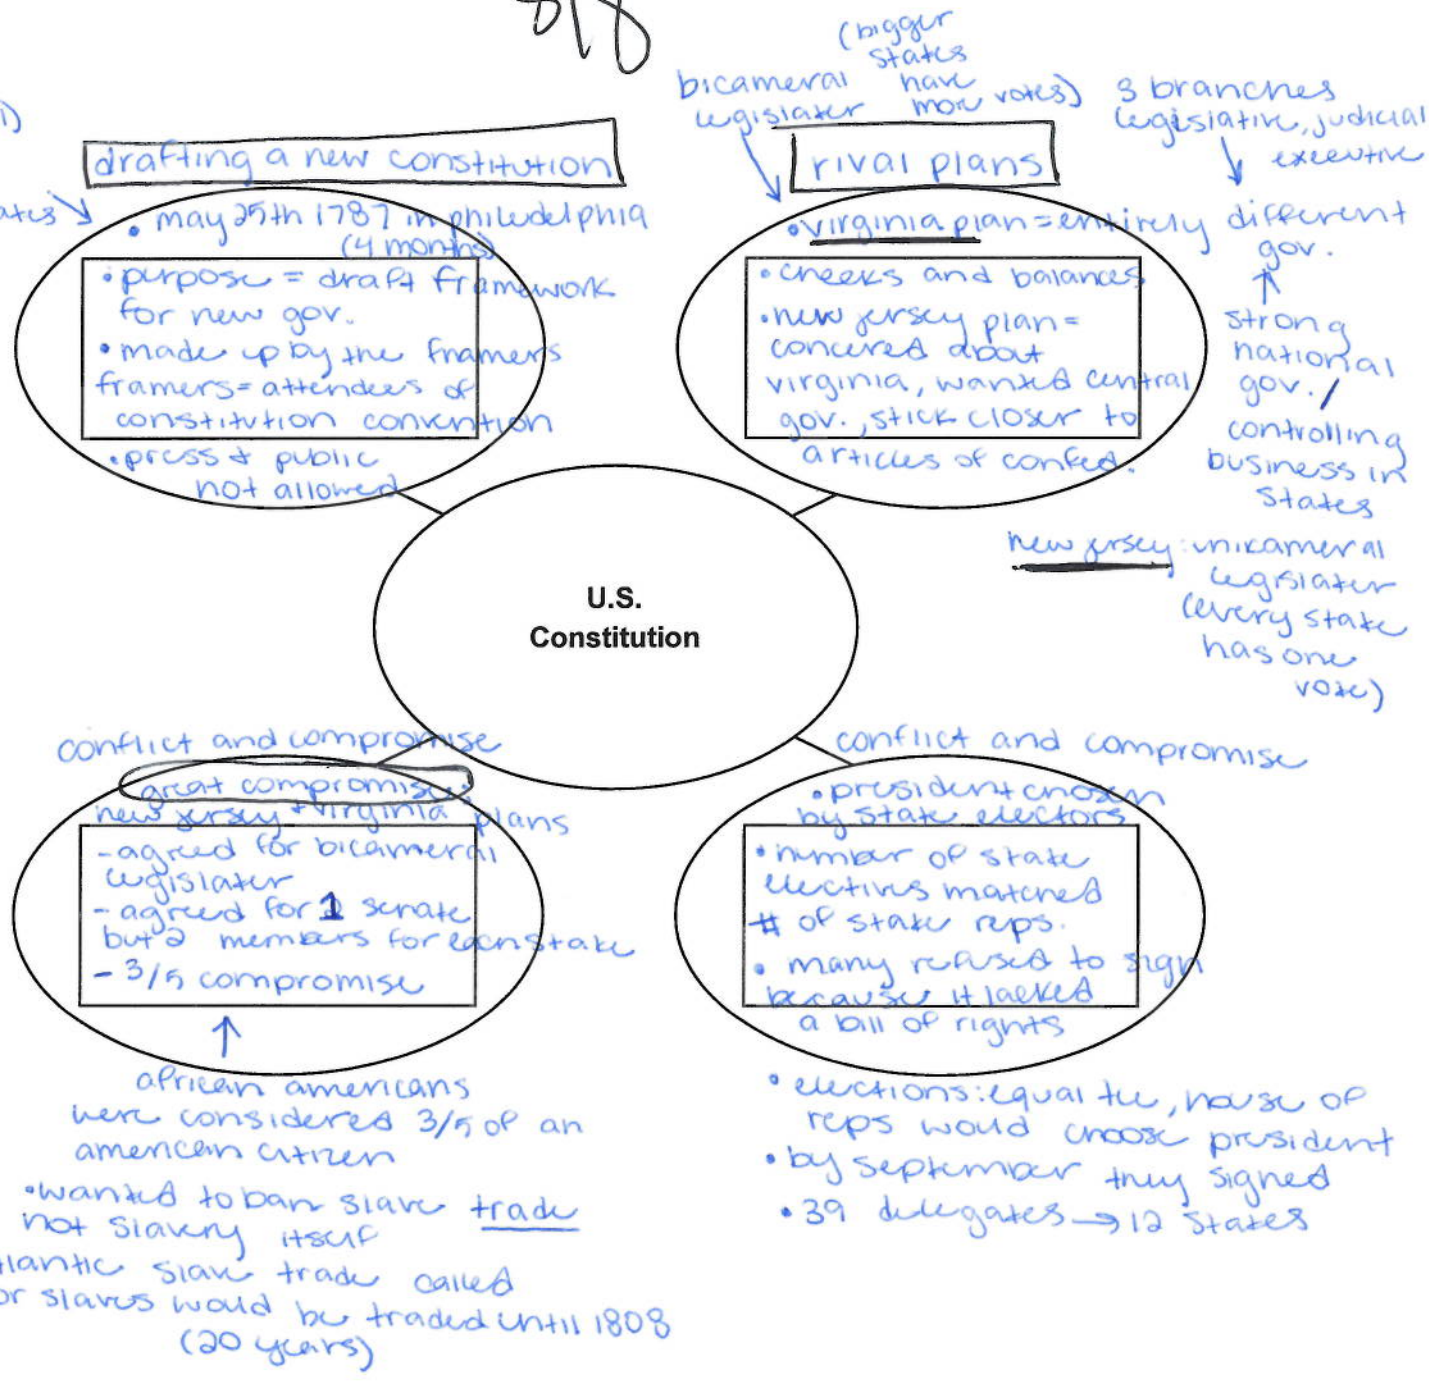 8/8
(bigger
states
have
more votes)
bicameral
legislater
3 branches
legislative, judicial
executive
drafting a new constitution
rival plans
• may 25th 1787 in philedelphia
(4 months)
• purpose = draft framework
for new gov.
• made up by the framers
framers = attendees of
constitution convention
• press & public
not allowed
• virginia plan = entirely different
gov.
• checks and balances
• new jersey plan =
concered about
virginia, wanted central
gov., stick closer to
articles of confed.
strong
national
gov. /
controlling
business in
states
new jersey: unicameral
legislater
(every state
has one
vote)
U.S.
Constitution
conflict and compromise
great compromise:
new jersey + virginia plans
- agreed for bicameral
legislater
- agreed for 1 senate
but 2 members for each state
- 3/5 compromise
african americans
were considered 3/5 of an
american citizen
• wanted to ban slave trade
not slavery itself
slave trade called
slaves would be traded until 1808
(20 years)
conflict and compromise
• president chosen
by state electors
• number of state
electives matched
# of state reps.
• many refused to sign
because it lacked
a bill of rights
• elections: equal tie, house of
reps would choose president
• by september they signed
• 39 delegates → 12 states